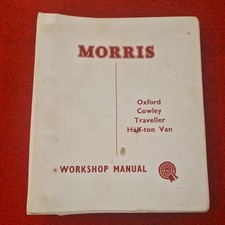 MORRIS
Oxford
Cowley
Traveller
Half-ton Van
WORKSHOP MANUAL